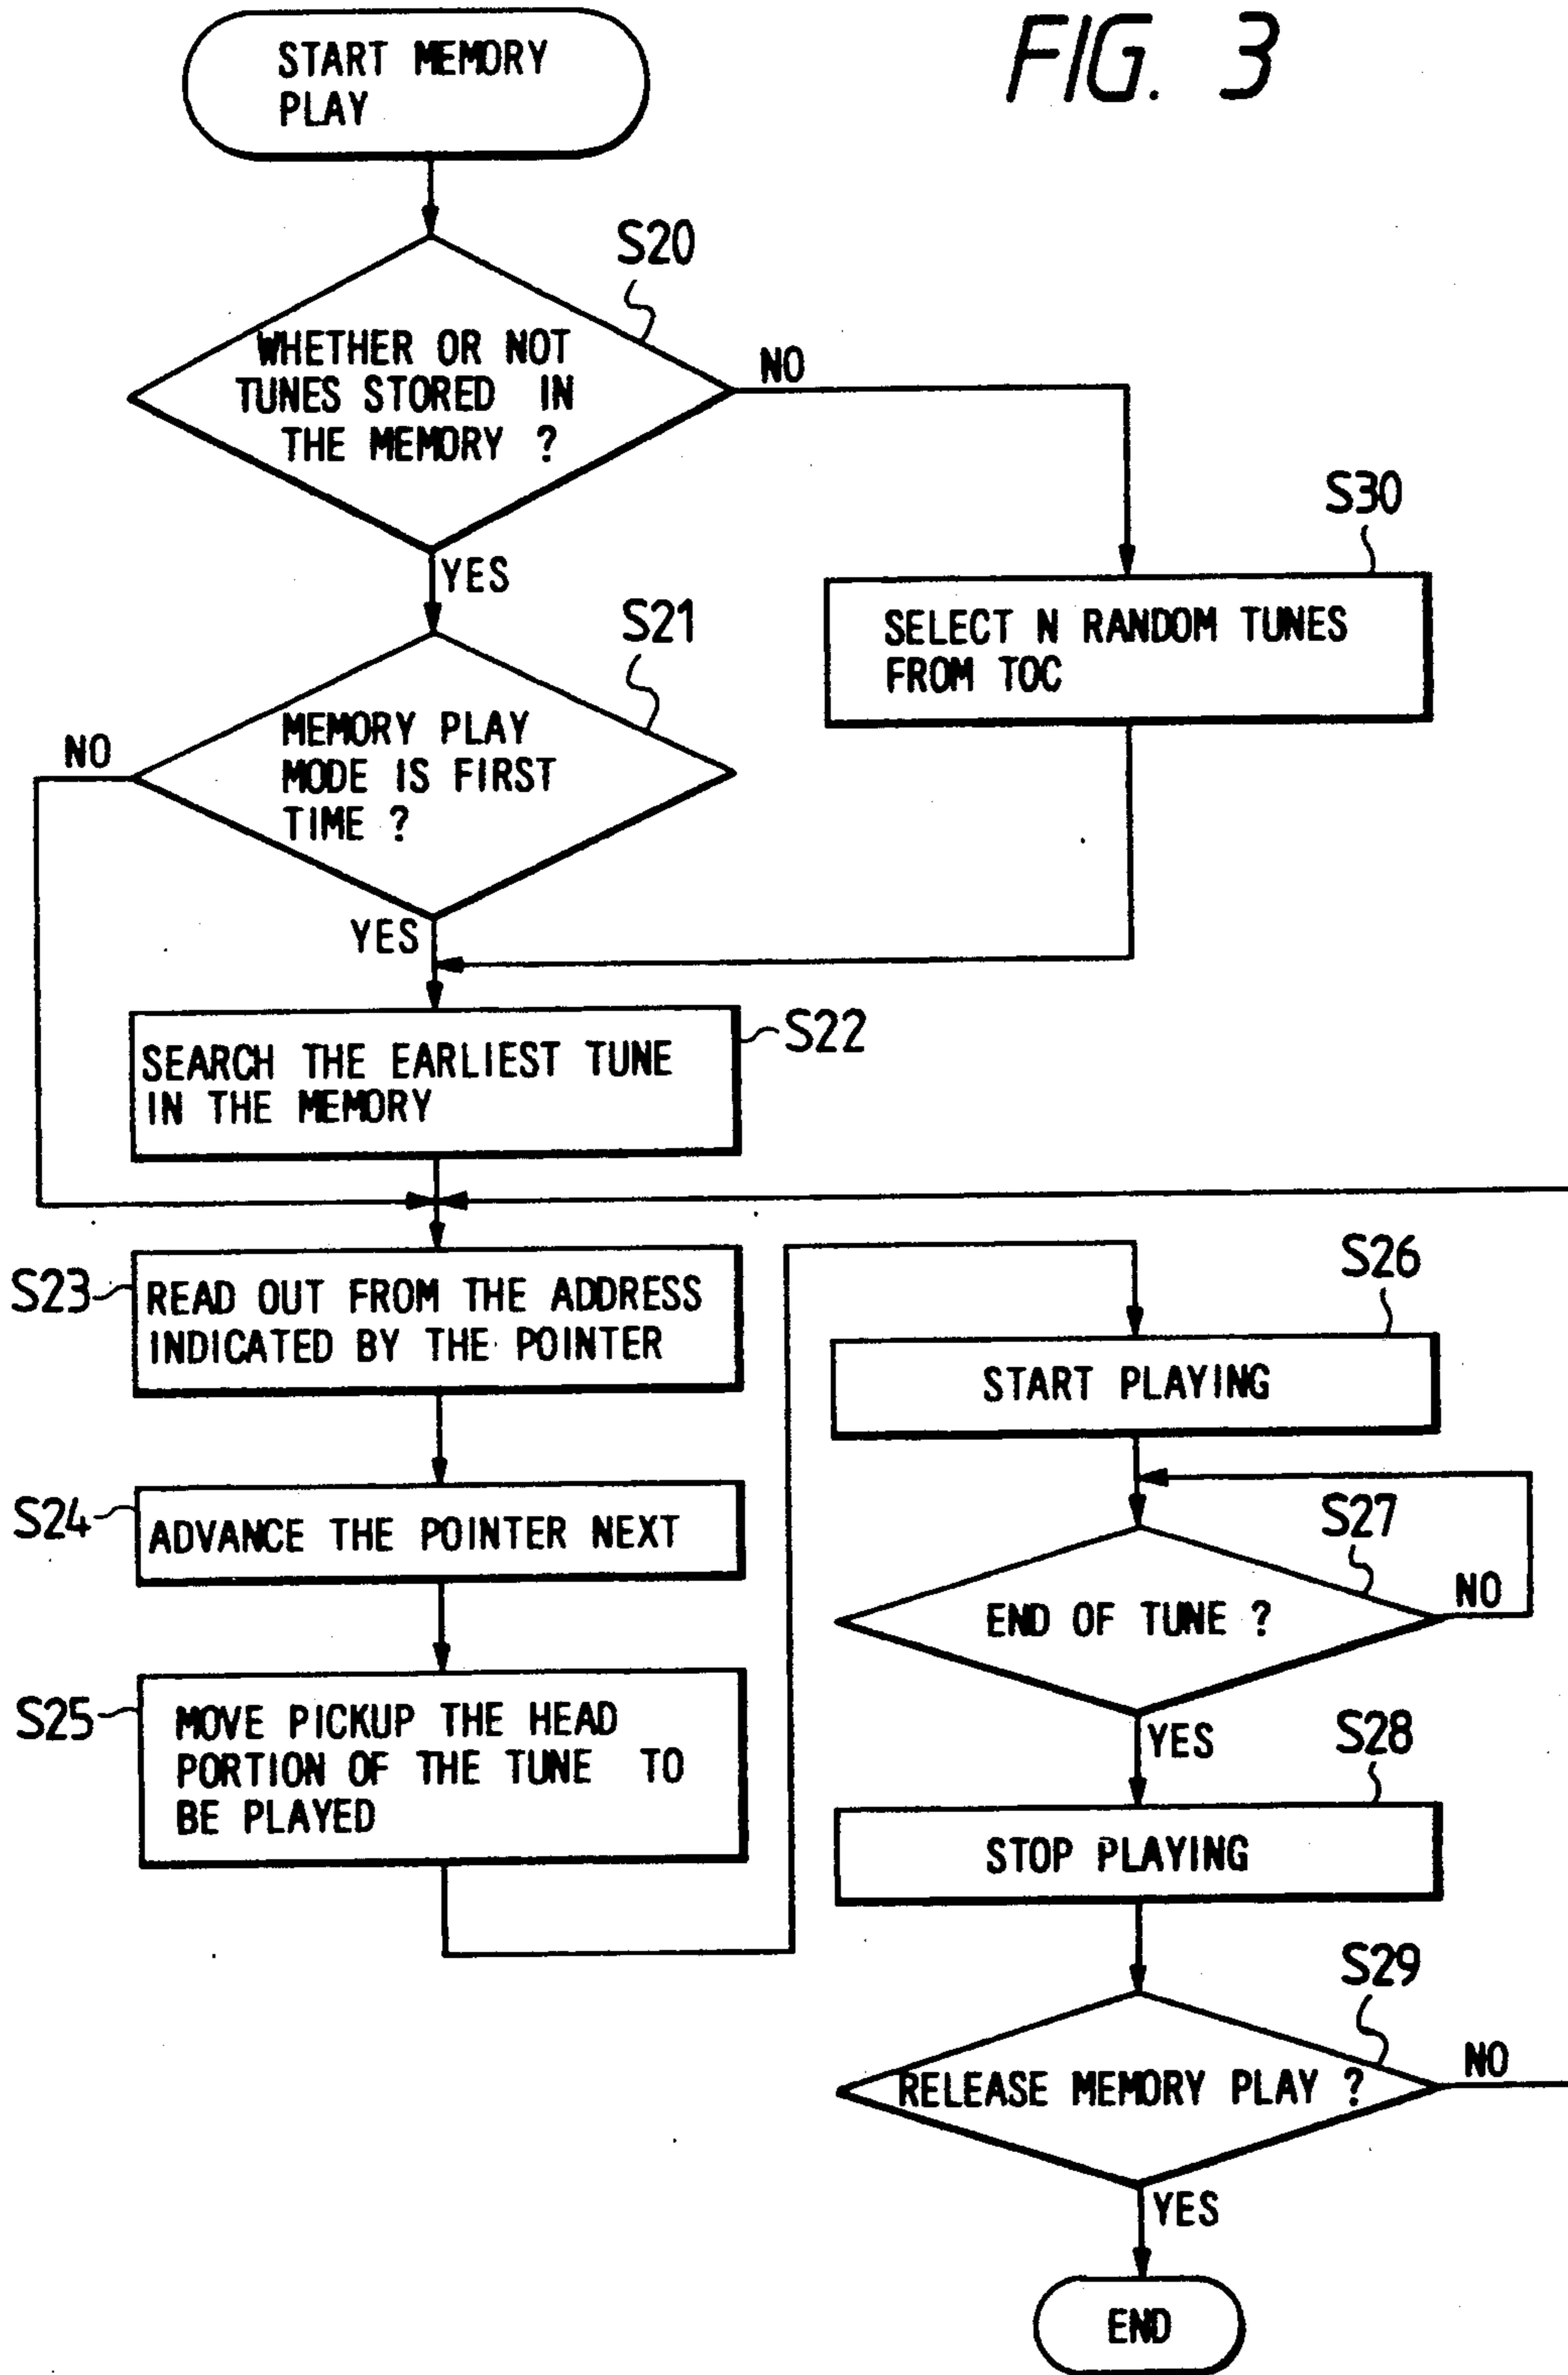 FIG. 3
START MEMORY
PLAY
S20
WHETHER OR NOT
TUNES STORED IN
THE MEMORY ?
NO
YES
S30
SELECT N RANDOM TUNES
FROM TOC
S21
MEMORY PLAY
MODE IS FIRST
TIME ?
NO
YES
S22
SEARCH THE EARLIEST TUNE
IN THE MEMORY
S23
READ OUT FROM THE ADDRESS
INDICATED BY THE POINTER
S24
ADVANCE THE POINTER NEXT
S25
MOVE PICKUP THE HEAD
PORTION OF THE TUNE TO
BE PLAYED
S26
START PLAYING
S27
END OF TUNE ?
NO
YES
S28
STOP PLAYING
S29
RELEASE MEMORY PLAY ?
NO
YES
END